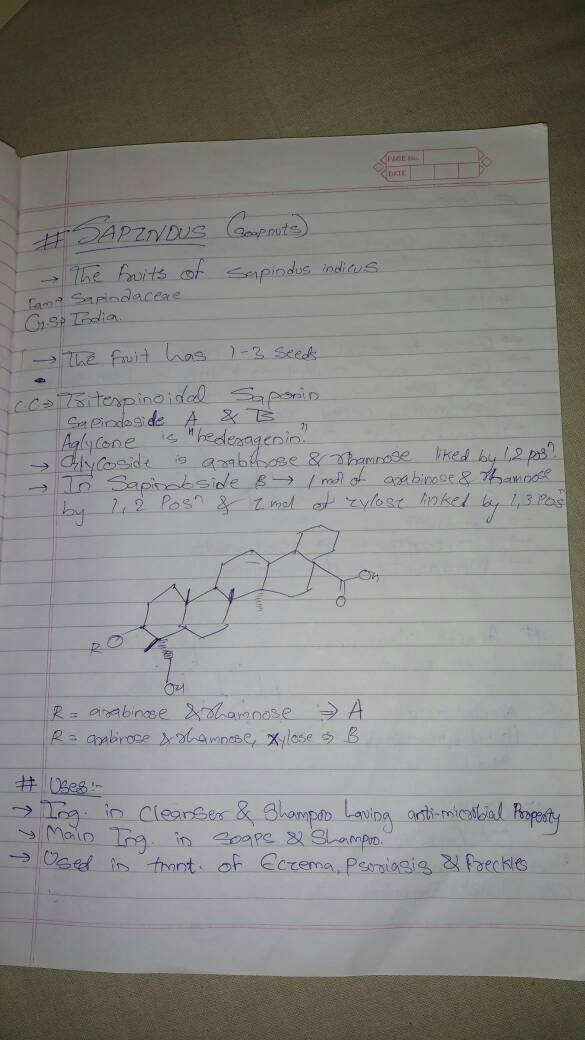 PAGE No.
DATE
# SAPINDUS (Soapnuts)
→ The fruits of Sapindus indicus
Fam→ Sapindaceae
G.S→ India.
→ The fruit has 1-3 seeds
C.C⇒ Triterpinoidal Saponin
Sapindoside A & B
Aglycone is "hederagenin."
→ Glycoside is arabinose & rhamnose liked by 1,2 posⁿ.
→ In Sapinobside B → 1 mol of arabinose & rhamnose
by 1,2 Posⁿ & 1 mol of xylose linked by 1,3 Posⁿ
OH
O
R O
OH
R = arabinose & rhamnose ⇒ A
R = arabinose & rhamnose, xylose ⇒ B
# Uses:-
→ Ing. in cleanser & Shampoo having anti-microbial Property
→ Main Ing. in Soaps & Shampoo.
→ Used in tmnt. of Eczema, Psoriasis & Freckles